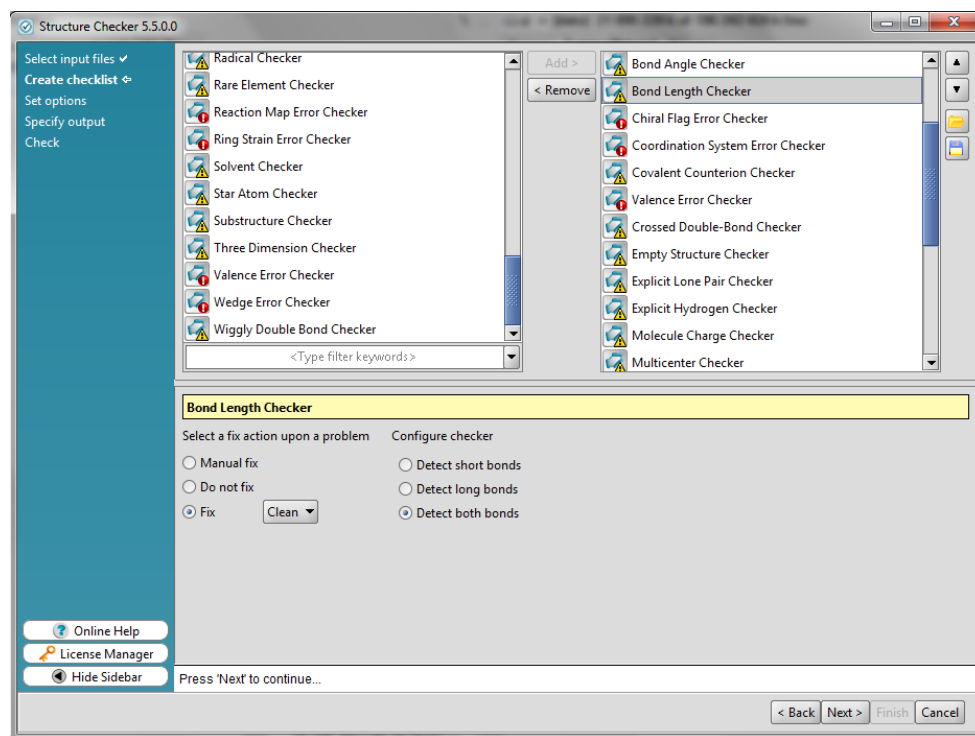 Structure Checker 5.5.0.0
Select input files ✔
Create checklist
Set options
Specify output
Check
Radical Checker
Rare Element Checker
Reaction Map Error Checker
Ring Strain Error Checker
Solvent Checker
Star Atom Checker
Substructure Checker
Three Dimension Checker
Valence Error Checker
Wedge Error Checker
Wiggly Double Bond Checker
<Type filter keywords>
Add >
< Remove
Bond Angle Checker
Bond Length Checker
Chiral Flag Error Checker
Coordination System Error Checker
Covalent Counterion Checker
Valence Error Checker
Crossed Double-Bond Checker
Empty Structure Checker
Explicit Lone Pair Checker
Explicit Hydrogen Checker
Molecule Charge Checker
Multicenter Checker
Bond Length Checker
Select a fix action upon a problem
Manual fix
Do not fix
Fix
Clean
Configure checker
Detect short bonds
Detect long bonds
Detect both bonds
Online Help
License Manager
Hide Sidebar
Press 'Next' to continue...
< Back
Next >
Finish
Cancel